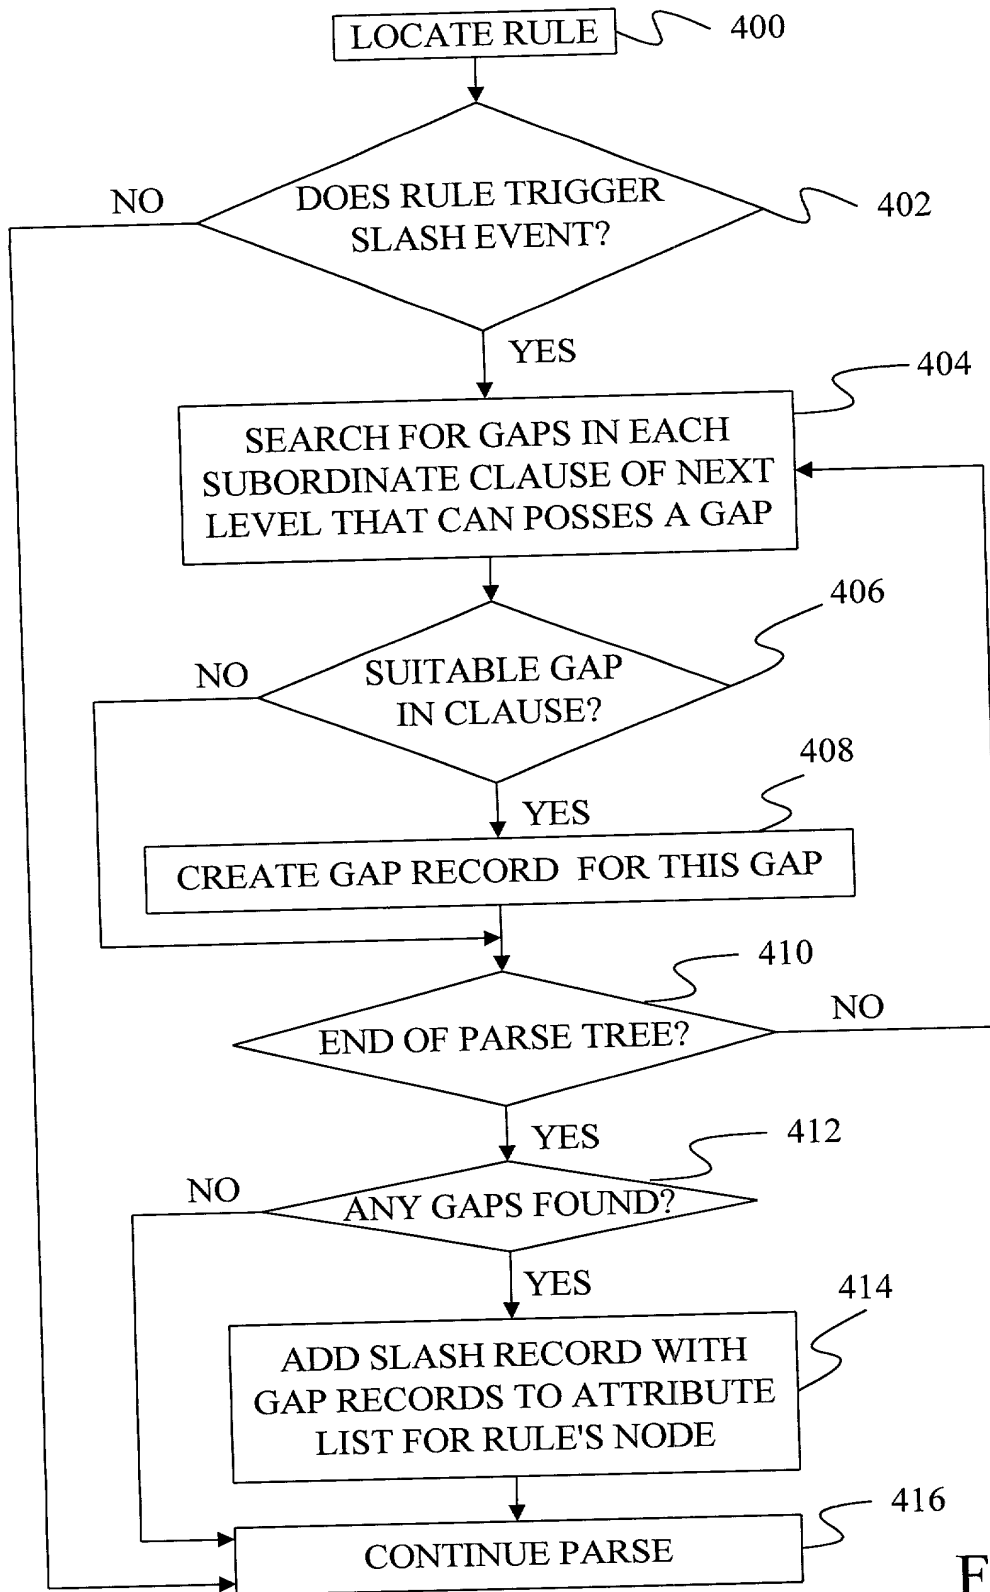 LOCATE RULE
400
DOES RULE TRIGGER
SLASH EVENT?
402
NO
YES
404
SEARCH FOR GAPS IN EACH
SUBORDINATE CLAUSE OF NEXT
LEVEL THAT CAN POSSES A GAP
406
NO
SUITABLE GAP
IN CLAUSE?
408
YES
CREATE GAP RECORD FOR THIS GAP
410
NO
END OF PARSE TREE?
YES
412
NO
ANY GAPS FOUND?
YES
414
ADD SLASH RECORD WITH
GAP RECORDS TO ATTRIBUTE
LIST FOR RULE'S NODE
416
CONTINUE PARSE
F